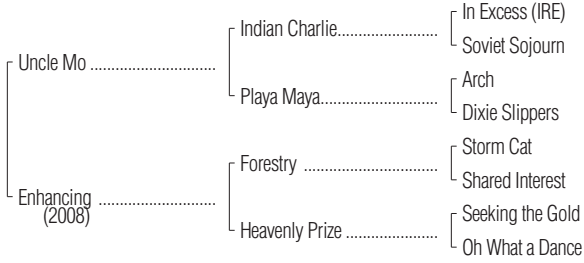 In Excess (IRE)
Indian Charlie..........................
Soviet Sojourn
Uncle Mo ................................
Arch
Playa Maya..............................
Dixie Slippers
Storm Cat
Forestry ..................................
Shared Interest
Enhancing ..............................
(2008)
Seeking the Gold
Heavenly Prize .......................
Oh What a Dance